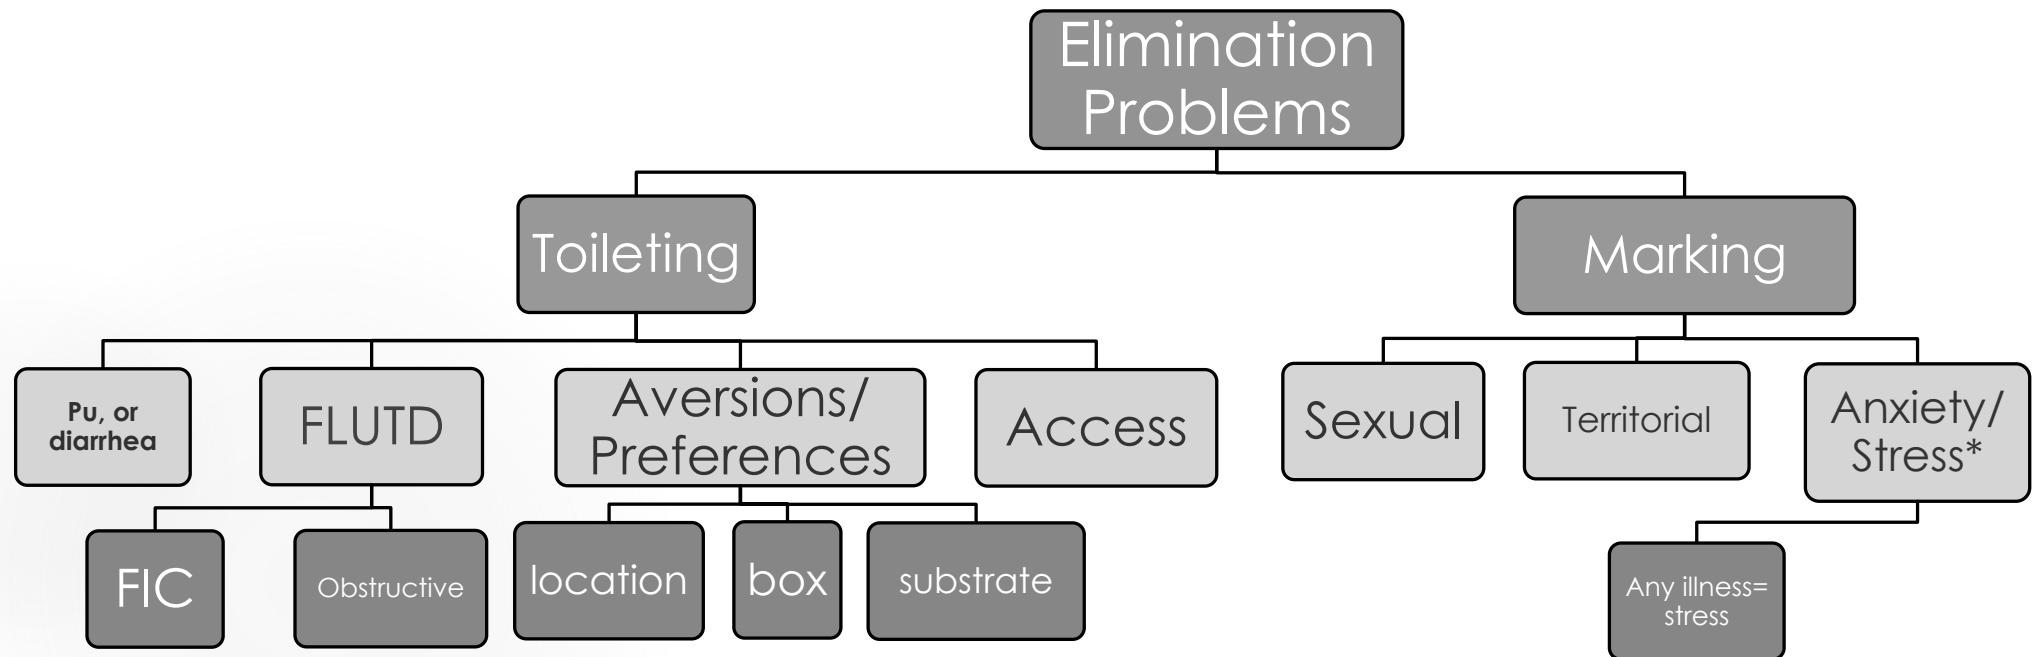 Elimination
Problems
Toileting
Marking
Pu, or
diarrhea
FLUTD
Aversions/
Preferences
Access
Sexual
Territorial
Anxiety/
Stress*
FIC
Obstructive
location
box
substrate
Any illness=
stress